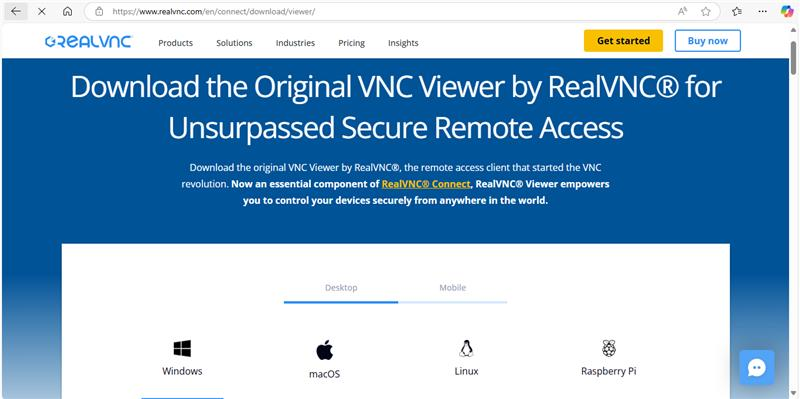 https://www.realvnc.com/en/connect/download/viewer/
REALVNC
Products Solutions Industries Pricing Insights Get started Buy now
Download the Original VNC Viewer by RealVNC® for
Unsurpassed Secure Remote Access
Download the original VNC Viewer by RealVNC®, the remote access client that started the VNC
revolution. Now an essential component of RealVNC® Connect, RealVNC® Viewer empowers
you to control your devices securely from anywhere in the world.
Desktop Mobile
Windows macOS Linux Raspberry Pi